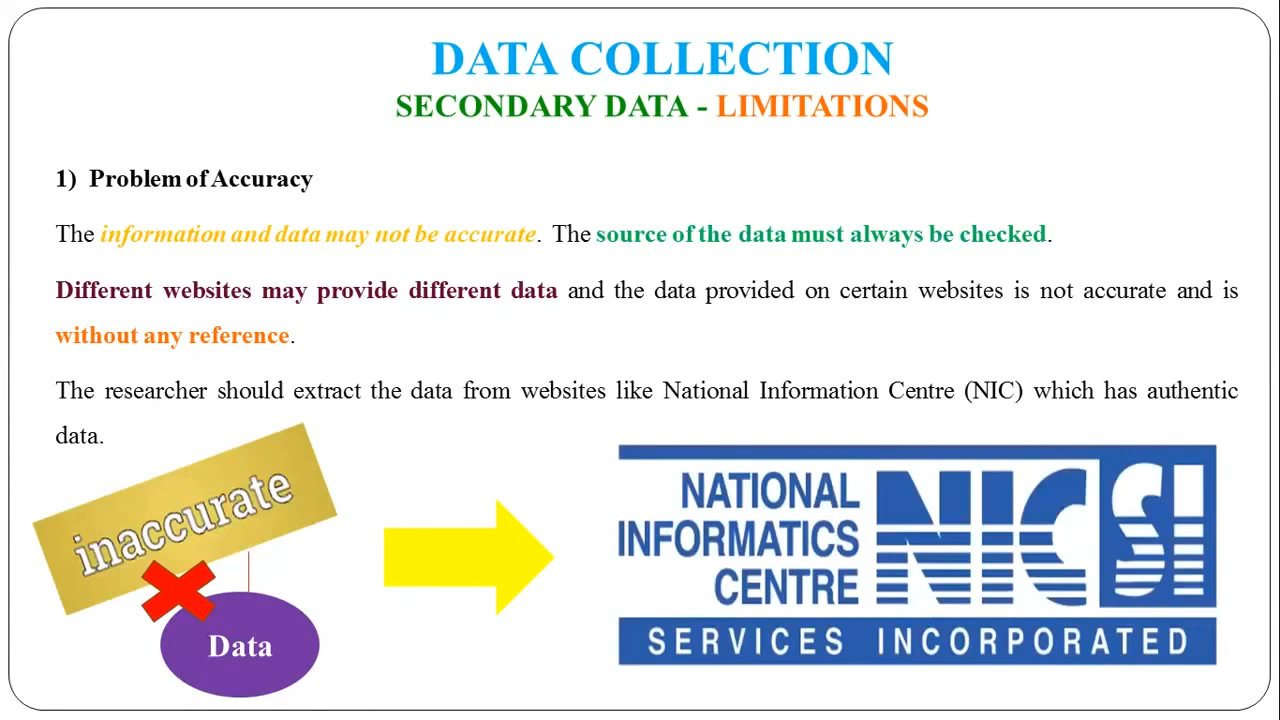 DATA COLLECTION
SECONDARY DATA - LIMITATIONS
1) Problem of Accuracy
The information and data may not be accurate. The source of the data must always be checked.
Different websites may provide different data and the data provided on certain websites is not accurate and is
without any reference.
The researcher should extract the data from websites like National Information Centre (NIC) which has authentic
data.
inaccurate
Data
NATIONAL
INFORMATICS
CENTRE
NICSI
SERVICES INCORPORATED